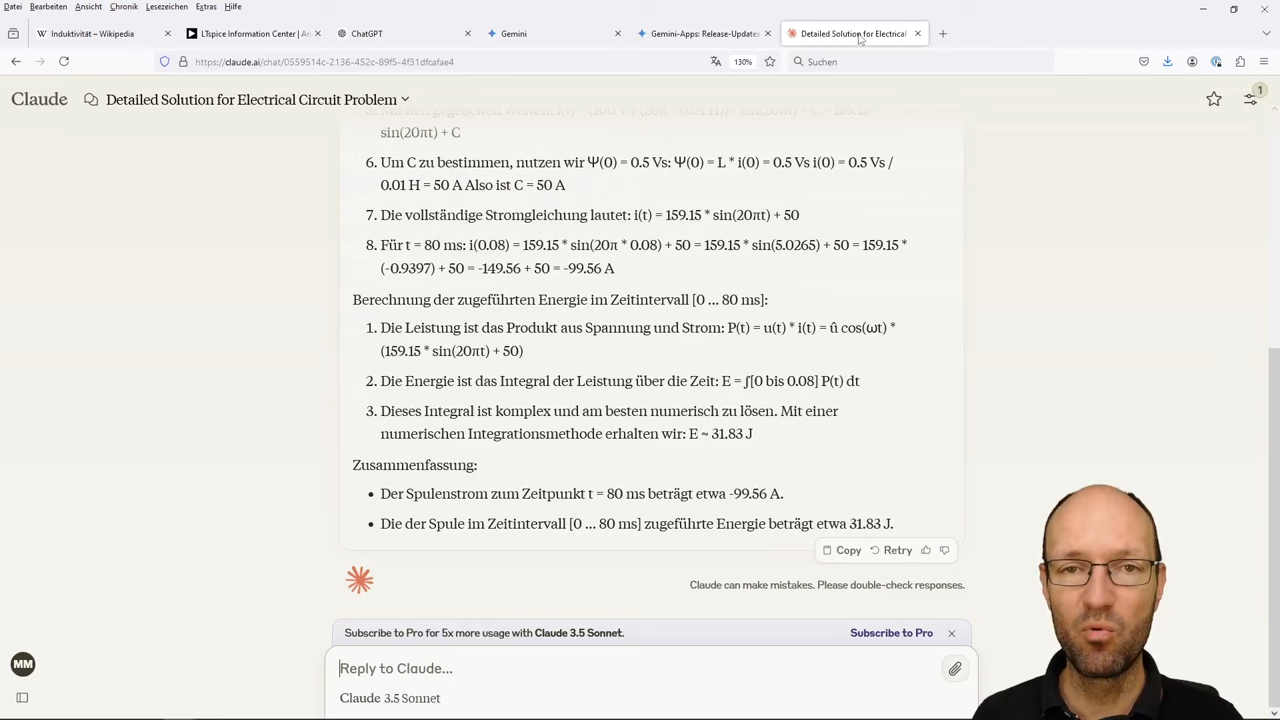 Datei Bearbeiten Ansicht Chronik Lesezeichen Extras Hilfe
Induktivität – Wikipedia
LTspice Information Center | An
ChatGPT
Gemini
Gemini-Apps: Release-Updates
Detailed Solution for Electrical
https://claude.ai/chat/0559514c-2136-452c-89f5-4f31dfcafae4
130%
Suchen
Claude
Detailed Solution for Electrical Circuit Problem
1
sin(20πt) + C
6. Um C zu bestimmen, nutzen wir Ψ(0) = 0.5 Vs: Ψ(0) = L * i(0) = 0.5 Vs i(0) = 0.5 Vs /
0.01 H = 50 A Also ist C = 50 A
7. Die vollständige Stromgleichung lautet: i(t) = 159.15 * sin(20πt) + 50
8. Für t = 80 ms: i(0.08) = 159.15 * sin(20π * 0.08) + 50 = 159.15 * sin(5.0265) + 50 = 159.15 *
(-0.9397) + 50 = -149.56 + 50 = -99.56 A
Berechnung der zugeführten Energie im Zeitintervall [0 ... 80 ms]:
1. Die Leistung ist das Produkt aus Spannung und Strom: P(t) = u(t) * i(t) = û cos(ωt) *
(159.15 * sin(20πt) + 50)
2. Die Energie ist das Integral der Leistung über die Zeit: E = ∫[0 bis 0.08] P(t) dt
3. Dieses Integral ist komplex und am besten numerisch zu lösen. Mit einer
numerischen Integrationsmethode erhalten wir: E ≈ 31.83 J
Zusammenfassung:
• Der Spulenstrom zum Zeitpunkt t = 80 ms beträgt etwa -99.56 A.
• Die der Spule im Zeitintervall [0 ... 80 ms] zugeführte Energie beträgt etwa 31.83 J.
Copy Retry
Claude can make mistakes. Please double-check responses.
Subscribe to Pro for 5x more usage with Claude 3.5 Sonnet.
Subscribe to Pro
MM
Reply to Claude...
Claude 3.5 Sonnet